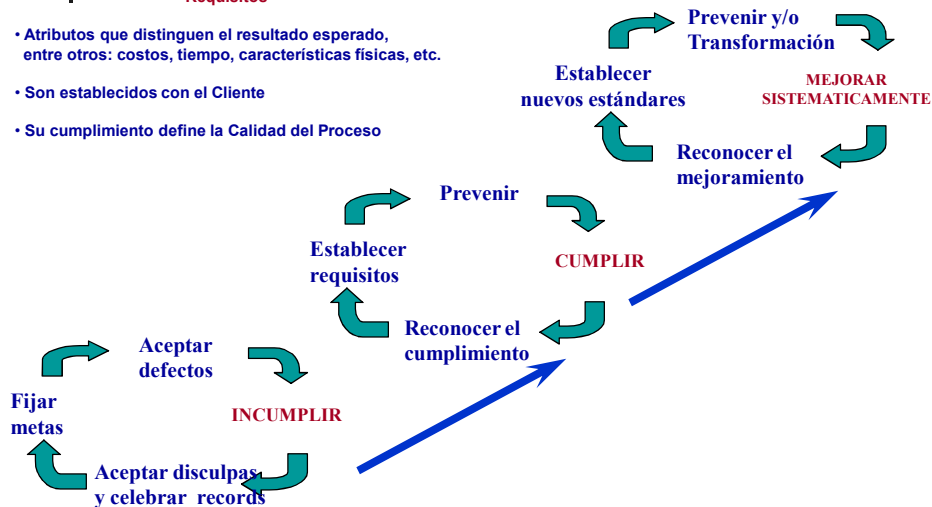 Requisitos
• Atributos que distinguen el resultado esperado,
entre otros: costos, tiempo, características físicas, etc.
• Son establecidos con el Cliente
• Su cumplimiento define la Calidad del Proceso
Prevenir y/o
Transformación
Establecer
nuevos estándares
MEJORAR
SISTEMATICAMENTE
Reconocer el
mejoramiento
Prevenir
Establecer
requisitos
CUMPLIR
Reconocer el
cumplimiento
Aceptar
defectos
Fijar
metas
INCUMPLIR
Aceptar disculpas
y celebrar records